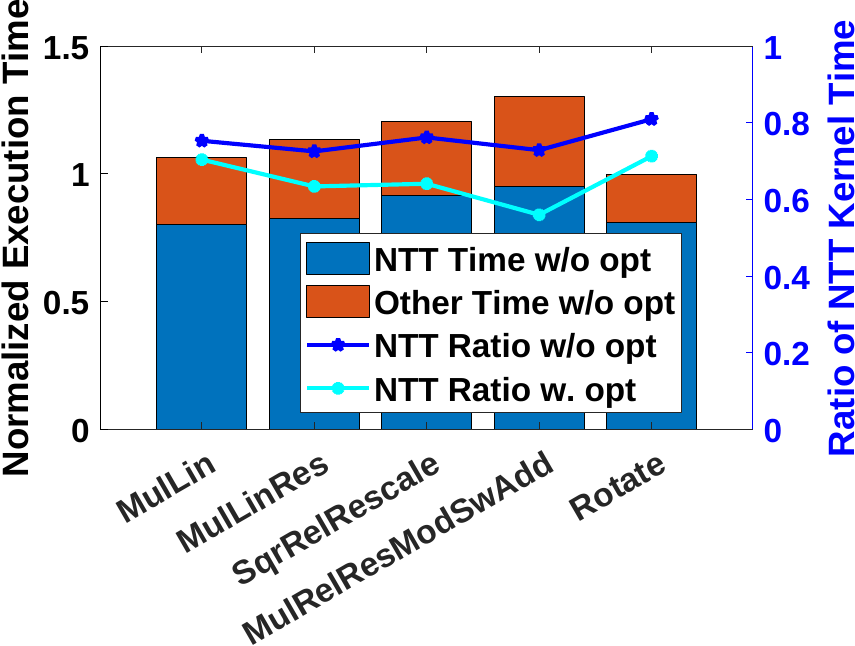 Normalized Execution Time
1.5
1
0.5
0
NTT Time w/o opt
Other Time w/o opt
NTT Ratio w/o opt
NTT Ratio w. opt
1
0.8
0.6
0.4
0.2
0
Ratio of NTT Kernel Time
MulLin
MulLinRes
SqrRelRescale
MulRelResModSwAdd
Rotate